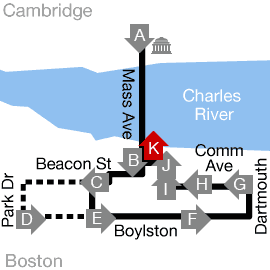 Cambridge
A
Mass Ave
Charles
River
K
B
J
Beacon St
Comm
Ave
C
I
H
G
Park Dr
Dartmouth
D
E
F
Boylston
Boston